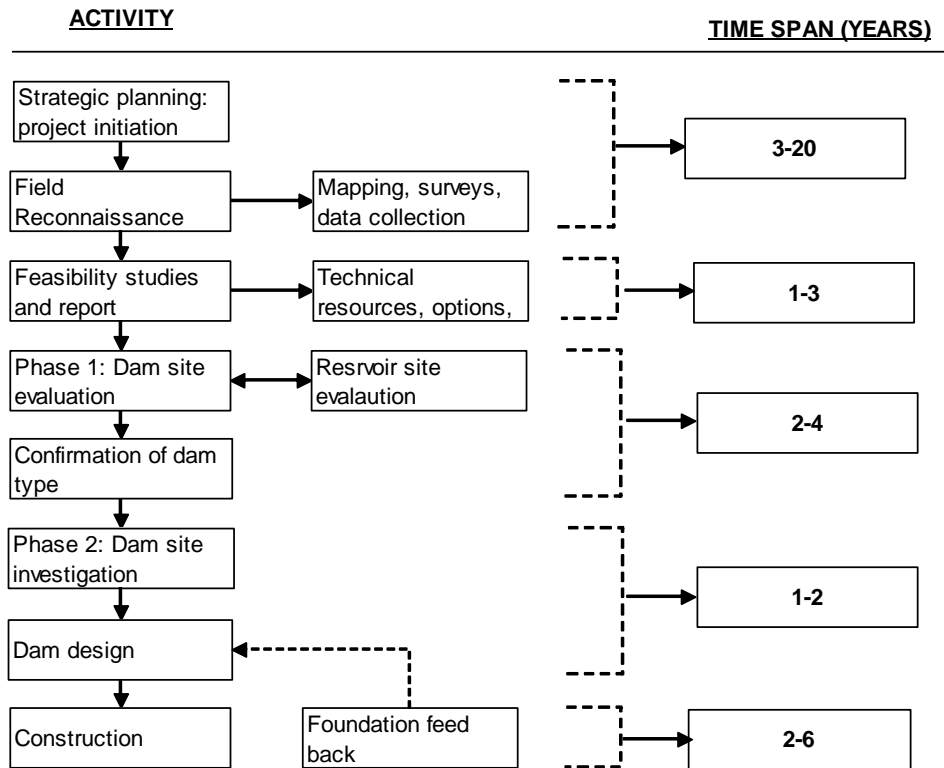 ACTIVITY
TIME SPAN (YEARS)
Strategic planning:
project initiation
3-20
Field
Reconnaissance
Mapping, surveys,
data collection
Feasibility studies
and report
Technical
resources, options,
1-3
Phase 1: Dam site
evaluation
Resrvoir site
evalaution
2-4
Confirmation of dam
type
Phase 2: Dam site
investigation
1-2
Dam design
Construction
Foundation feed
back
2-6